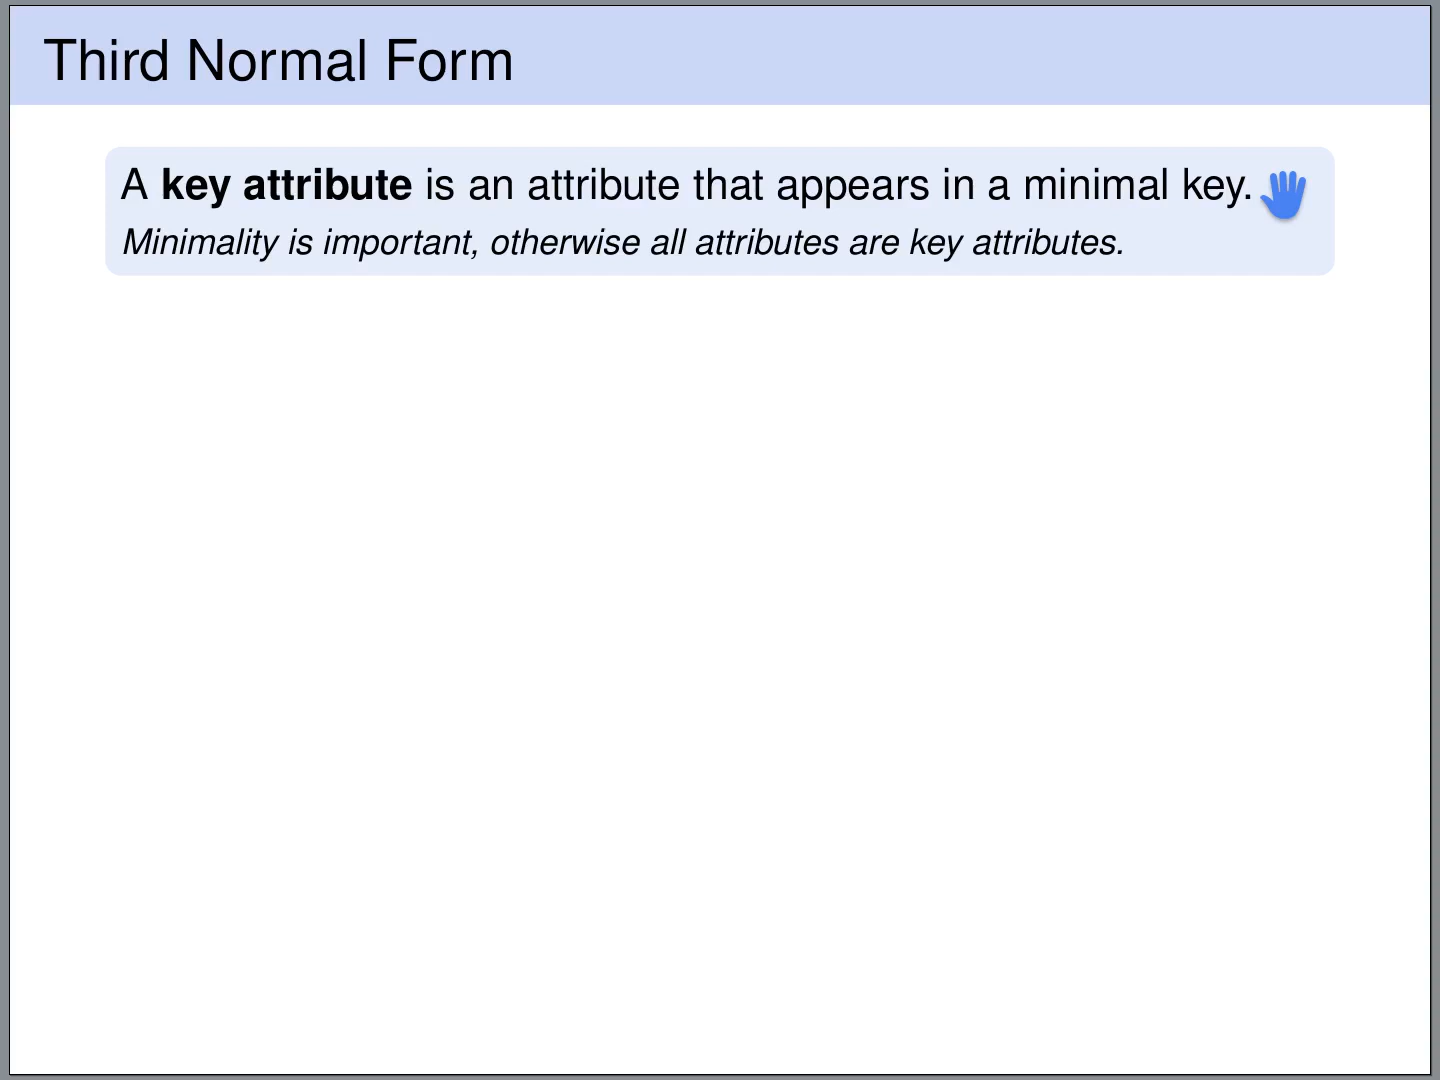 Third Normal Form
A key attribute is an attribute that appears in a minimal key.
Minimality is important, otherwise all attributes are key attributes.